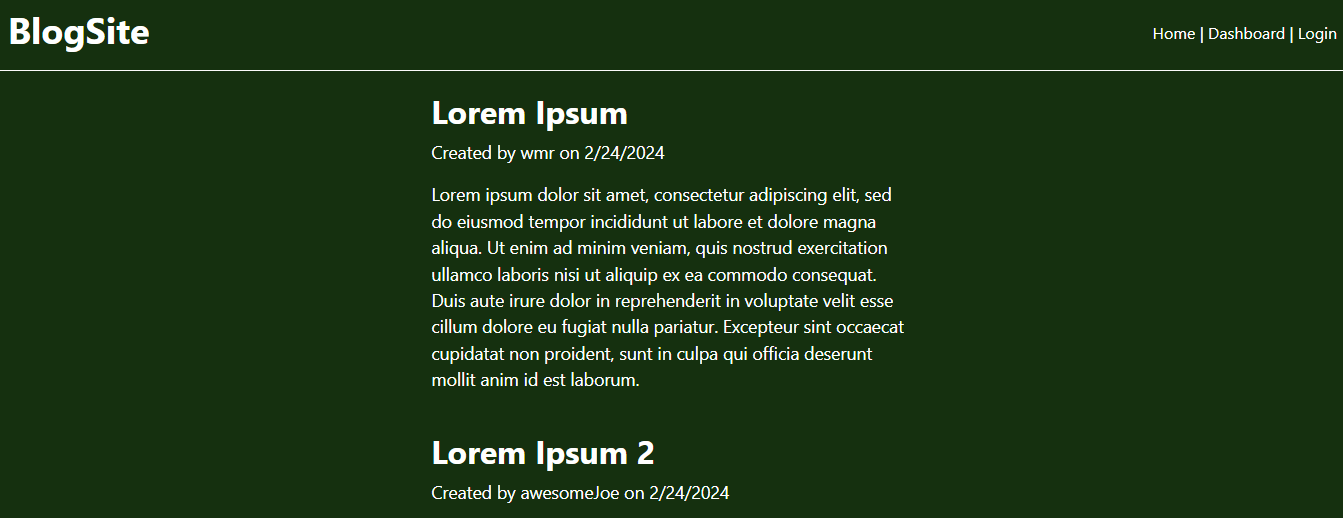 BlogSite
Home | Dashboard | Login
Lorem Ipsum
Created by wmr on 2/24/2024
Lorem ipsum dolor sit amet, consectetur adipiscing elit, sed
do eiusmod tempor incididunt ut labore et dolore magna
aliqua. Ut enim ad minim veniam, quis nostrud exercitation
ullamco laboris nisi ut aliquip ex ea commodo consequat.
Duis aute irure dolor in reprehenderit in voluptate velit esse
cillum dolore eu fugiat nulla pariatur. Excepteur sint occaecat
cupidatat non proident, sunt in culpa qui officia deserunt
mollit anim id est laborum.
Lorem Ipsum 2
Created by awesomeJoe on 2/24/2024